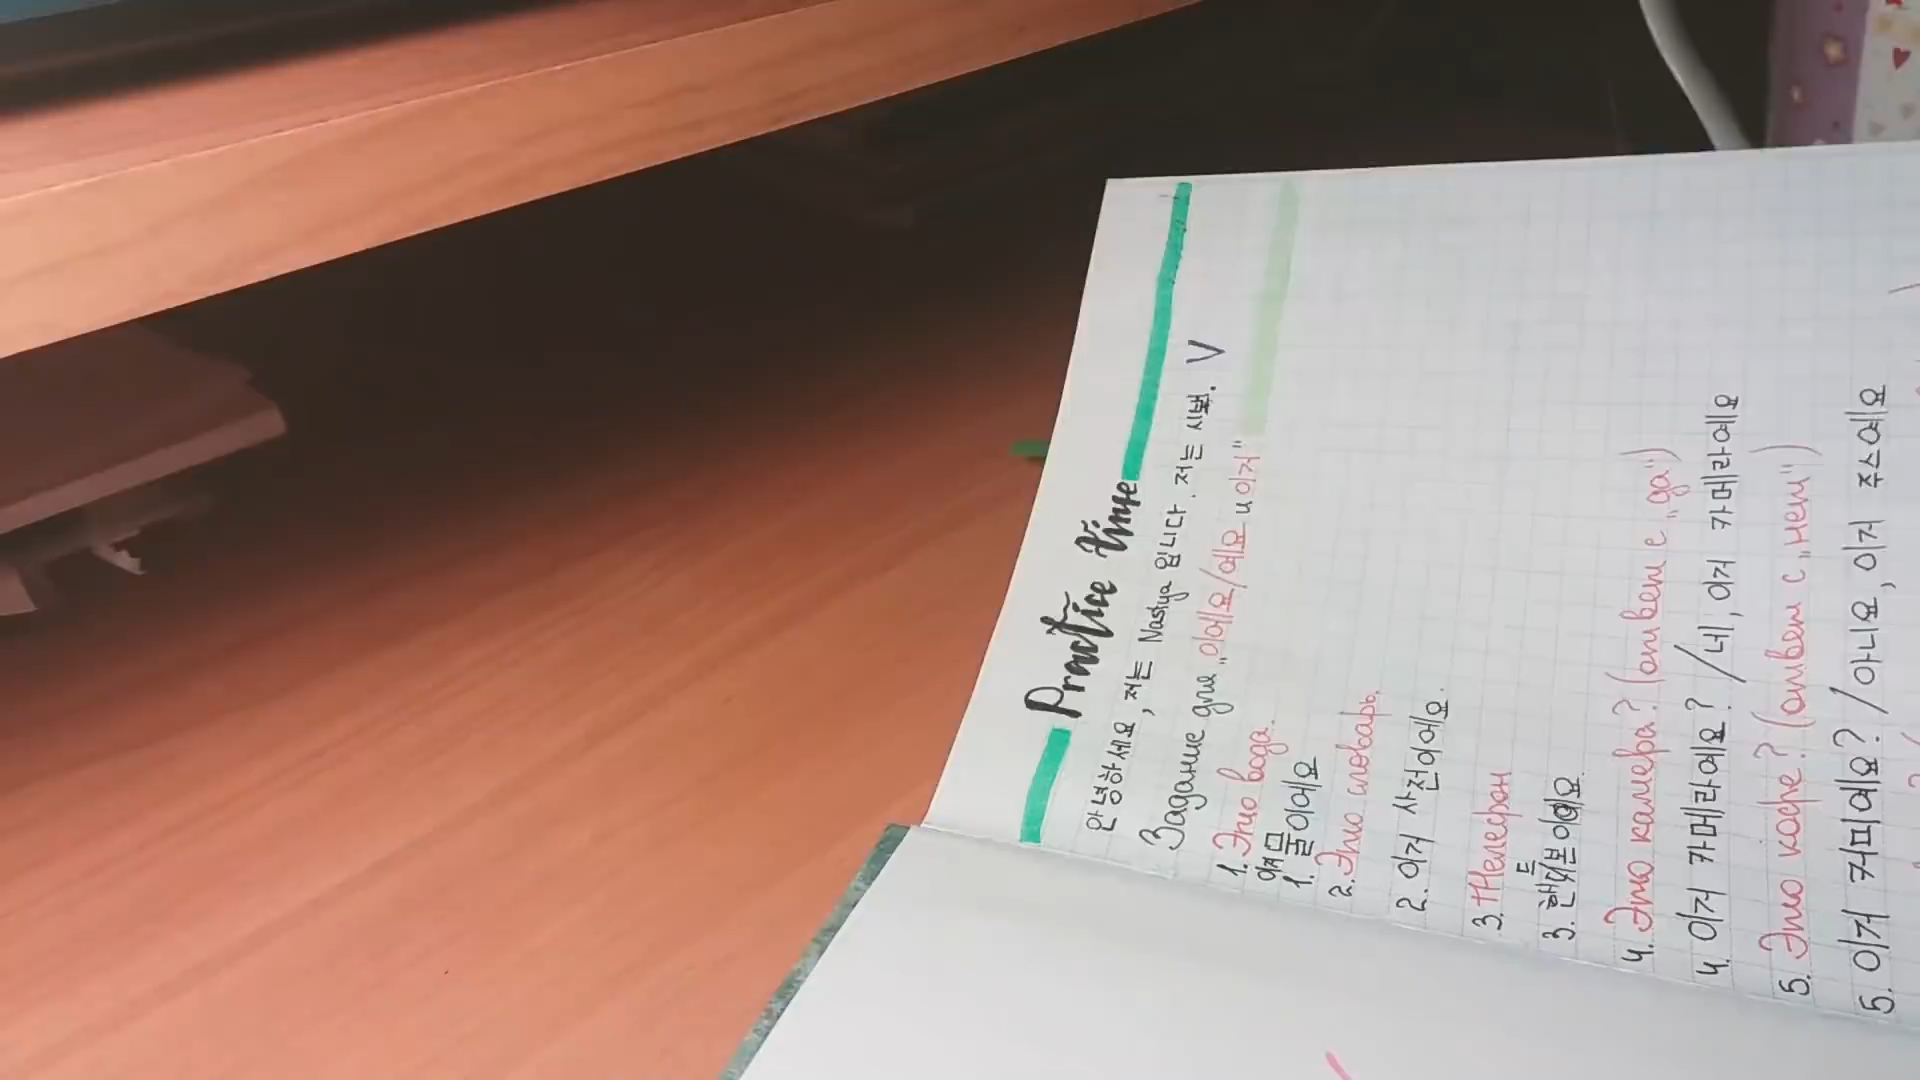 Practice Time
안녕하세요, 저는 Nastya 입니다. 저는 V
Задание для „이에요/예요 и 이거"
1. Это вода.
이거
1. 물이에요
2. Это словарь.
2. 이거 사전이에요.
3. Телефон
드
3. 핸드폰이에요
4. Это камера? (ответ с „да")
4. 이거 카메라예요? / 네, 이거 카메라예요
5. Это кофе? (ответ с „нет")
5. 이거 커피예요? / 아니요, 이거 주스예요